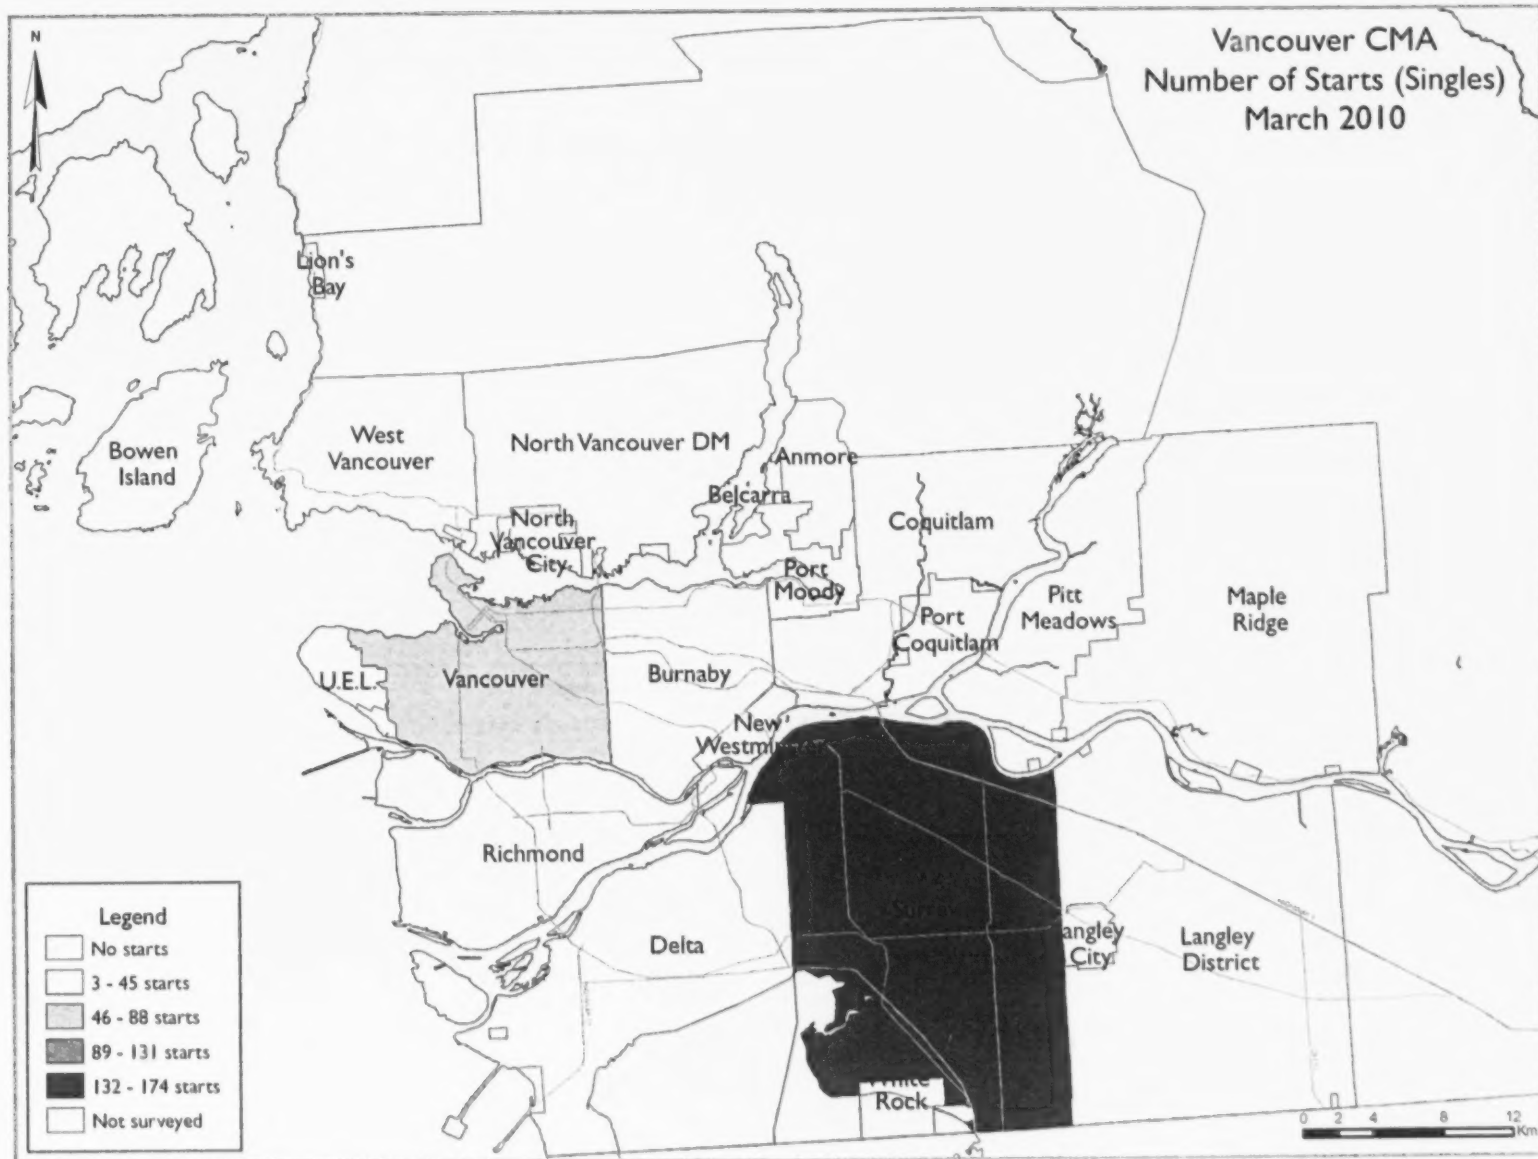 N
Vancouver CMA
Number of Starts (Singles)
March 2010
Lion's
Bay
Bowen
Island
West
Vancouver
North Vancouver DM
Anmore
Belcarra
North
Vancouver
City
Coquitlam
Port
Moody
Port
Coquitlam
Pitt
Meadows
Maple
Ridge
U.E.L.
Vancouver
Burnaby
New
Westminster
Richmond
Surrey
Delta
Langley
City
Langley
District
White
Rock
Legend
No starts
3 - 45 starts
46 - 88 starts
89 - 131 starts
132 - 174 starts
Not surveyed
0 2 4 8 12
Km